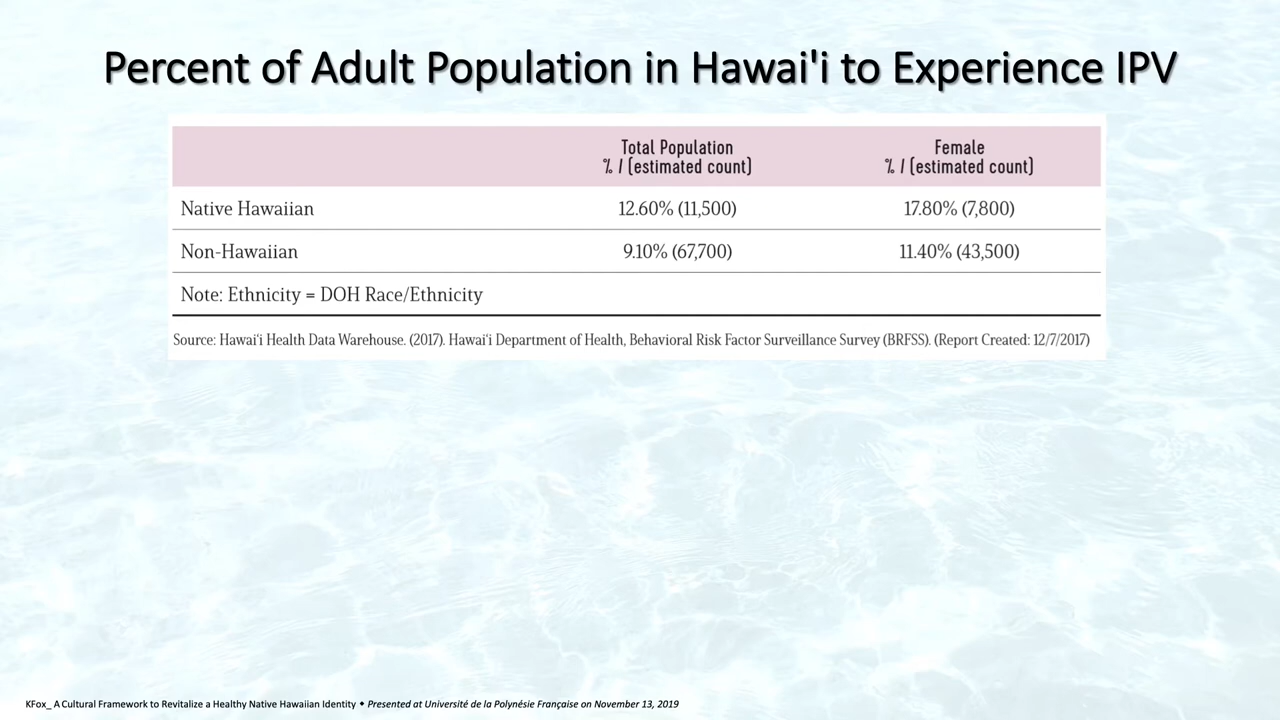 Percent of Adult Population in Hawai'i to Experience IPV
Total Population Female
% / (estimated count) % / (estimated count)
Native Hawaiian 12.60% (11,500) 17.80% (7,800)
Non-Hawaiian 9.10% (67,700) 11.40% (43,500)
Note: Ethnicity = DOH Race/Ethnicity
Source: Hawai‘i Health Data Warehouse. (2017). Hawai‘i Department of Health, Behavioral Risk Factor Surveillance Survey (BRFSS). (Report Created: 12/7/2017)
KFox_ A Cultural Framework to Revitalize a Healthy Native Hawaiian Identity • Presented at Université de la Polynésie Française on November 13, 2019